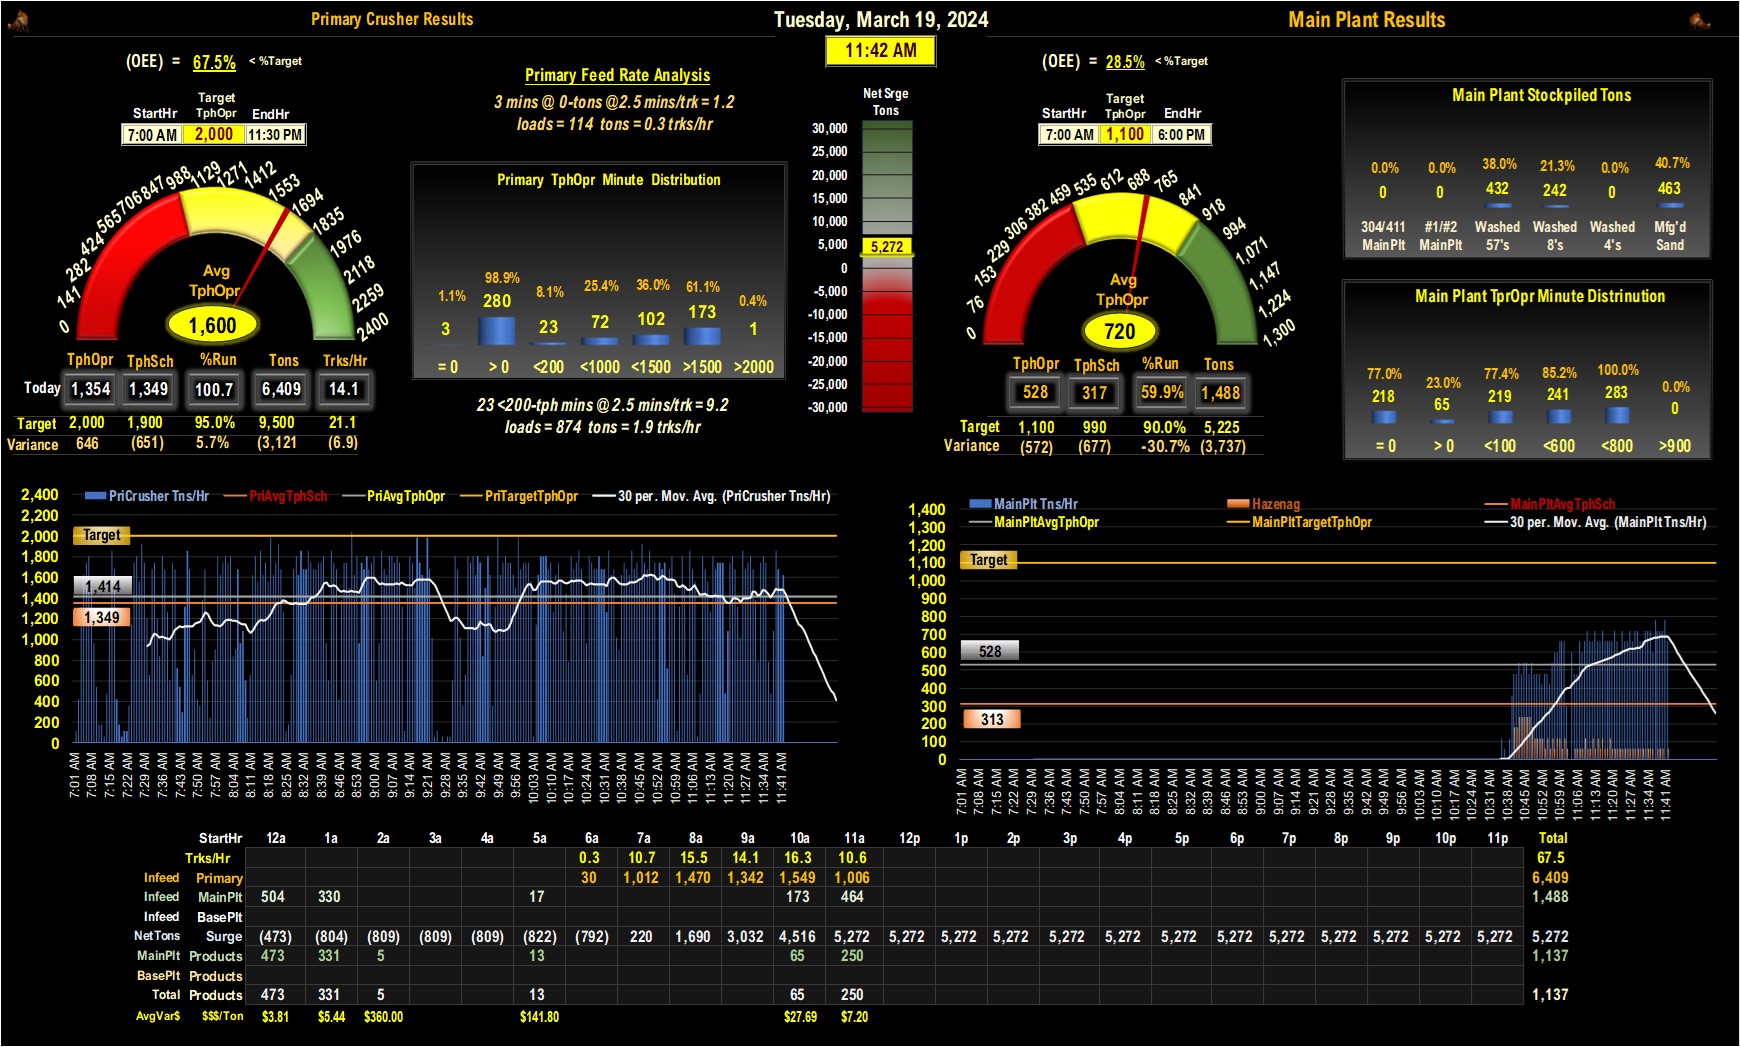 Primary Crusher Results
Tuesday, March 19, 2024
Main Plant Results
11:42 AM
(OEE) = 67.5% < %Target
Target
StartHr TphOpr EndHr
7:00 AM 2,000 11:30 PM
0 141 282 424 565 706 847 988 1129 1271 1412 1553 1694 1835 1976 2118 2259 2400
Avg
TphOpr
1,600
TphOpr TphSch %Run Tons Trks/Hr
Today 1,354 1,349 100.7 6,409 14.1
Target 2,000 1,900 95.0% 9,500 21.1
Variance 646 (651) 5.7% (3,121 (6.9)
Primary Feed Rate Analysis
3 mins @ 0-tons @2.5 mins/trk = 1.2
loads = 114 tons = 0.3 trks/hr
Primary TphOpr Minute Distribution
1.1% 98.9% 8.1% 25.4% 36.0% 61.1% 0.4%
3 280 23 72 102 173 1
= 0 > 0 <200 <1000 <1500 >1500 >2000
23 <200-tph mins @ 2.5 mins/trk = 9.2
loads = 874 tons = 1.9 trks/hr
Net Srge
Tons
30,000
25,000
20,000
15,000
10,000
5,000
5,272
0
-5,000
-10,000
-15,000
-20,000
-25,000
-30,000
(OEE) = 28.5% < %Target
Target
StartHr TphOpr EndHr
7:00 AM 1,100 6:00 PM
0 76 153 229 306 382 459 535 612 688 765 841 918 994 1,071 1,147 1,224 1,300
Avg
TphOpr
720
TphOpr TphSch %Run Tons
528 317 59.9% 1,488
Target 1,100 990 90.0% 5,225
Variance (572) (677) -30.7% (3,737)
Main Plant Stockpiled Tons
0.0% 0.0% 38.0% 21.3% 0.0% 40.7%
0 0 432 242 0 463
304/411 #1/#2 Washed Washed Washed Mfg'd
MainPlt MainPlt 57's 8's 4's Sand
Main Plant TprOpr Minute Distrinution
77.0% 23.0% 77.4% 85.2% 100.0% 0.0%
218 65 219 241 283 0
= 0 > 0 <100 <600 <800 >900
PriCrusher Tns/Hr PriAvgTphSch PriAvgTphOpr PriTargetTphOpr 30 per. Mov. Avg. (PriCrusher Tns/Hr)
2,400
2,200
2,000
1,800
1,600
1,400
1,200
1,000
800
600
400
200
0
Target
1,414
1,349
7:01 AM 7:08 AM 7:15 AM 7:22 AM 7:29 AM 7:36 AM 7:43 AM 7:50 AM 7:57 AM 8:04 AM 8:11 AM 8:18 AM 8:25 AM 8:32 AM 8:39 AM 8:46 AM 8:53 AM 9:00 AM 9:07 AM 9:14 AM 9:21 AM 9:28 AM 9:35 AM 9:42 AM 9:49 AM 9:56 AM 10:03 AM 10:10 AM 10:17 AM 10:24 AM 10:31 AM 10:38 AM 10:45 AM 10:52 AM 10:59 AM 11:06 AM 11:13 AM 11:20 AM 11:27 AM 11:34 AM 11:41 AM
MainPlt Tns/Hr Hazenag MainPltAvgTphSch
MainPltAvgTphOpr MainPltTargetTphOpr 30 per. Mov. Avg. (MainPlt Tns/Hr)
1,400
1,300
1,200
1,100
1,000
900
800
700
600
500
400
300
200
100
0
Target
528
313
7:01 AM 7:08 AM 7:15 AM 7:22 AM 7:29 AM 7:36 AM 7:43 AM 7:50 AM 7:57 AM 8:04 AM 8:11 AM 8:18 AM 8:25 AM 8:32 AM 8:39 AM 8:46 AM 8:53 AM 9:00 AM 9:07 AM 9:14 AM 9:21 AM 9:28 AM 9:35 AM 9:42 AM 9:49 AM 9:56 AM 10:03 AM 10:10 AM 10:17 AM 10:24 AM 10:31 AM 10:38 AM 10:45 AM 10:52 AM 10:59 AM 11:06 AM 11:13 AM 11:20 AM 11:27 AM 11:34 AM 11:41 AM
StartHr 12a 1a 2a 3a 4a 5a 6a 7a 8a 9a 10a 11a 12p 1p 2p 3p 4p 5p 6p 7p 8p 9p 10p 11p Total
Trks/Hr 0.3 10.7 15.5 14.1 16.3 10.6 67.5
Infeed Primary 30 1,012 1,470 1,342 1,549 1,006 6,409
Infeed MainPlt 504 330 17 173 464 1,488
Infeed BasePlt
NetTons Surge (473) (804) (809) (809) (809) (822) (792) 220 1,690 3,032 4,516 5,272 5,272 5,272 5,272 5,272 5,272 5,272 5,272 5,272 5,272 5,272 5,272 5,272 5,272
MainPlt Products 473 331 5 13 65 250 1,137
BasePlt Products
Total Products 473 331 5 13 65 250 1,137
AvgVar$ $$$/Ton $3.81 $5.44 $360.00 $141.80 $27.69 $7.20